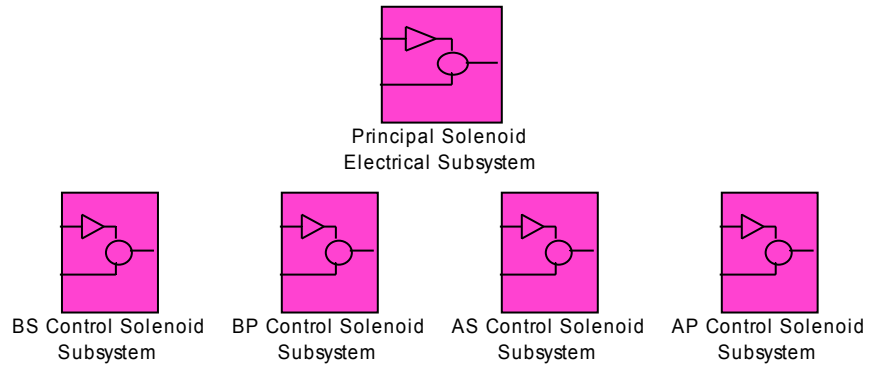 Principal Solenoid
Electrical Subsystem
BS Control Solenoid
Subsystem
BP Control Solenoid
Subsystem
AS Control Solenoid
Subsystem
AP Control Solenoid
Subsystem